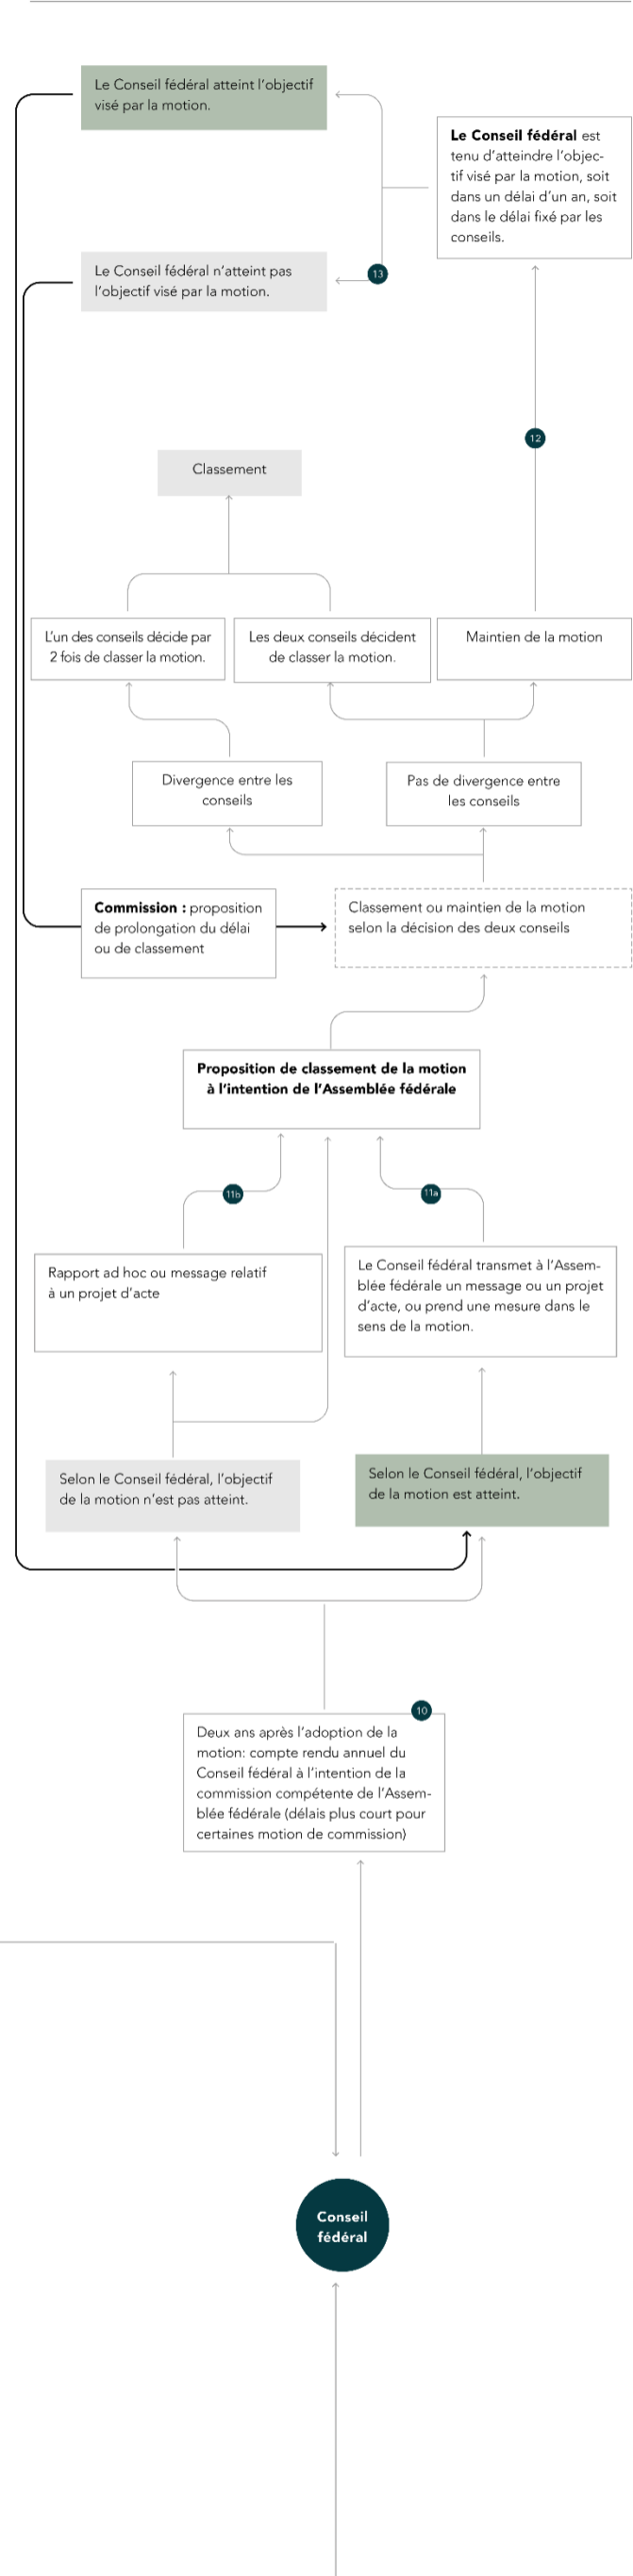 Le Conseil fédéral atteint l’objectif
visé par la motion.
Le Conseil fédéral est
tenu d’atteindre l’objec-
tif visé par la motion, soit
dans un délai d’un an, soit
dans le délai fixé par les
conseils.
Le Conseil fédéral n’atteint pas
l’objectif visé par la motion.
13
12
Classement
L’un des conseils décide par
2 fois de classer la motion.
Les deux conseils décident
de classer la motion.
Maintien de la motion
Divergence entre les
conseils
Pas de divergence entre
les conseils
Commission : proposition
de prolongation du délai
ou de classement
Classement ou maintien de la motion
selon la décision des deux conseils
Proposition de classement de la motion
à l’intention de l’Assemblée fédérale
11b
11a
Rapport ad hoc ou message relatif
à un projet d’acte
Le Conseil fédéral transmet à l’Assem-
blée fédérale un message ou un projet
d’acte, ou prend une mesure dans le
sens de la motion.
Selon le Conseil fédéral, l’objectif
de la motion n’est pas atteint.
Selon le Conseil fédéral, l’objectif
de la motion est atteint.
10
Deux ans après l’adoption de la
motion: compte rendu annuel du
Conseil fédéral à l’intention de la
commission compétente de l’Assem-
blée fédérale (délais plus court pour
certaines motion de commission)
Conseil
fédéral